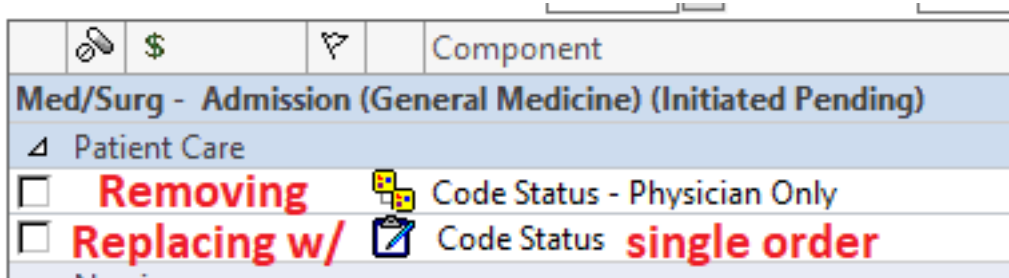 $ Component
Med/Surg - Admission (General Medicine) (Initiated Pending)
Patient Care
Removing Code Status - Physician Only
Replacing w/ Code Status single order